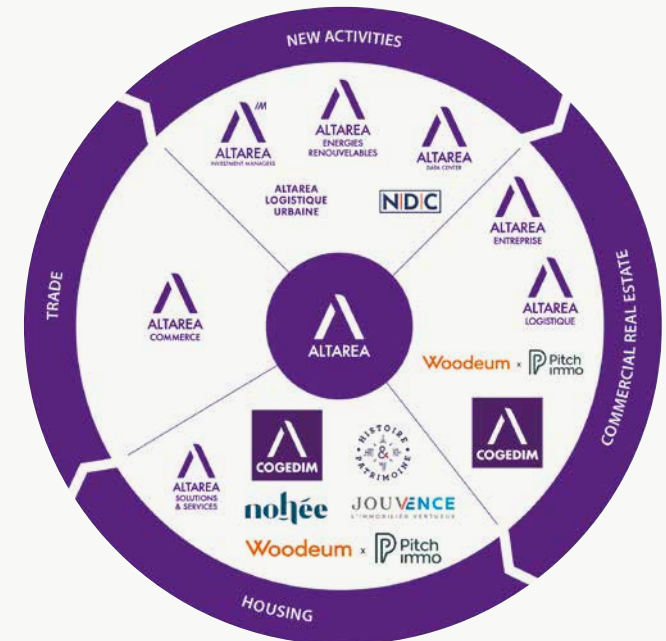 NEW ACTIVITIES
IM
ALTAREA
INVESTMENT MANAGERS
ALTAREA
ENERGIES
RENOUVELABLES
ALTAREA
DATA CENTER
ALTAREA
LOGISTIQUE
URBAINE
N|D|C
COMMERCIAL REAL ESTATE
ALTAREA
ENTREPRISE
ALTAREA
LOGISTIQUE
Woodeum x Pitch
immo
COGEDIM
TRADE
ALTAREA
COMMERCE
ALTAREA
HOUSING
COGEDIM
HISTOIRE
&
PATRIMOINE
ALTAREA
SOLUTIONS
& SERVICES
nohée
JOUVENCE
L'IMMOBILIER VERTUEUX
Woodeum x Pitch
immo